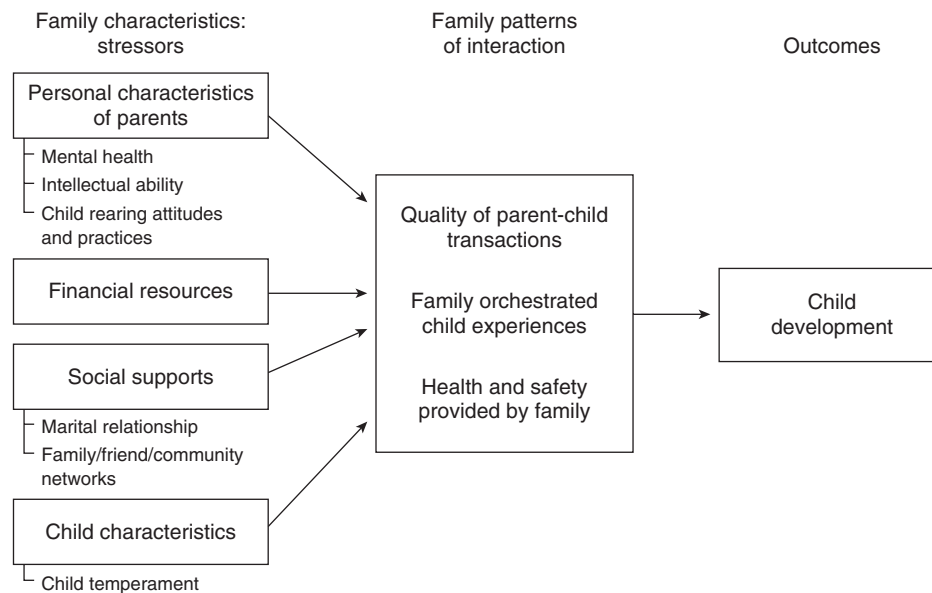 Family characteristics:
stressors
Family patterns
of interaction
Outcomes
Personal characteristics
of parents
Mental health
Intellectual ability
Child rearing attitudes
and practices
Financial resources
Social supports
Marital relationship
Family/friend/community
networks
Child characteristics
Child temperament
Quality of parent-child
transactions
Family orchestrated
child experiences
Health and safety
provided by family
Child
development